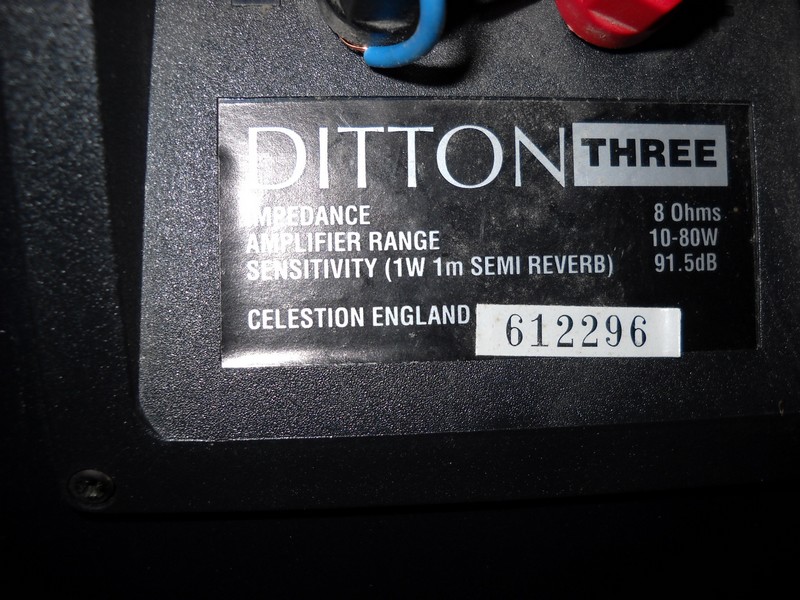 DITTON THREE
IMPEDANCE 8 Ohms
AMPLIFIER RANGE 10-80W
SENSITIVITY (1W 1m SEMI REVERB) 91.5dB
CELESTION ENGLAND 612296